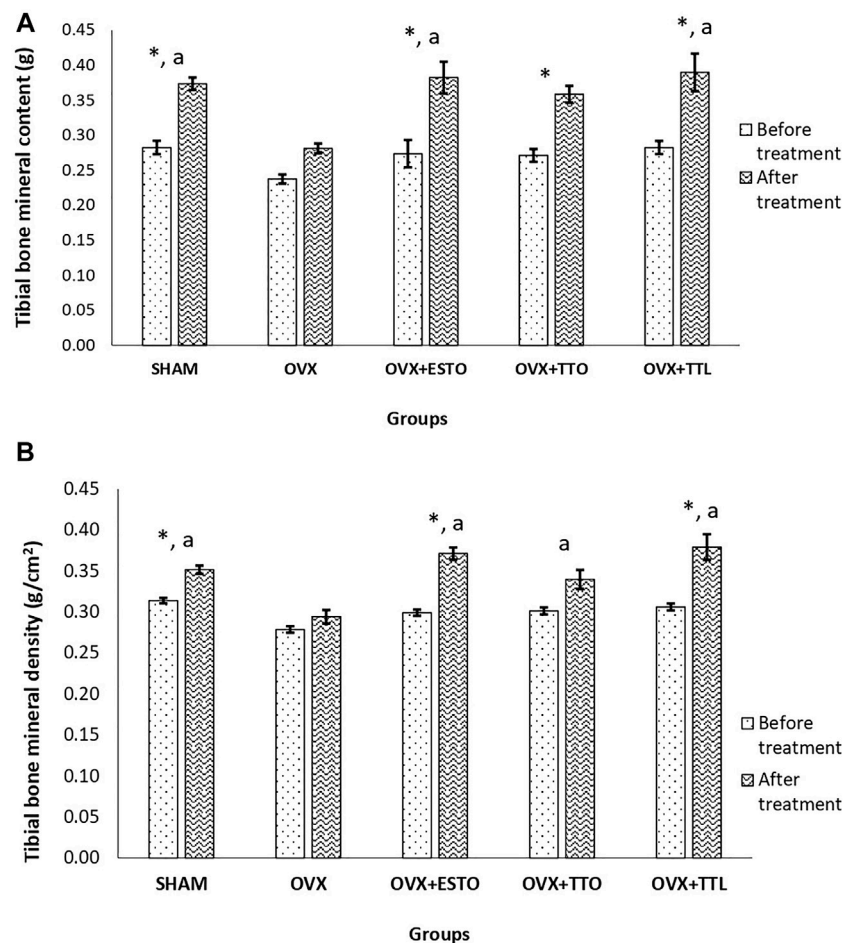 A
Tibial bone mineral content (g)
0.45
0.40
0.35
0.30
0.25
0.20
0.15
0.10
0.05
0.00
*, a
*, a
*
*, a
Before
treatment
After
treatment
SHAM OVX OVX+ESTO OVX+TTO OVX+TTL
Groups
B
Tibial bone mineral density (g/cm²)
0.45
0.40
0.35
0.30
0.25
0.20
0.15
0.10
0.05
0.00
*, a
*, a
a
*, a
Before
treatment
After
treatment
SHAM OVX OVX+ESTO OVX+TTO OVX+TTL
Groups